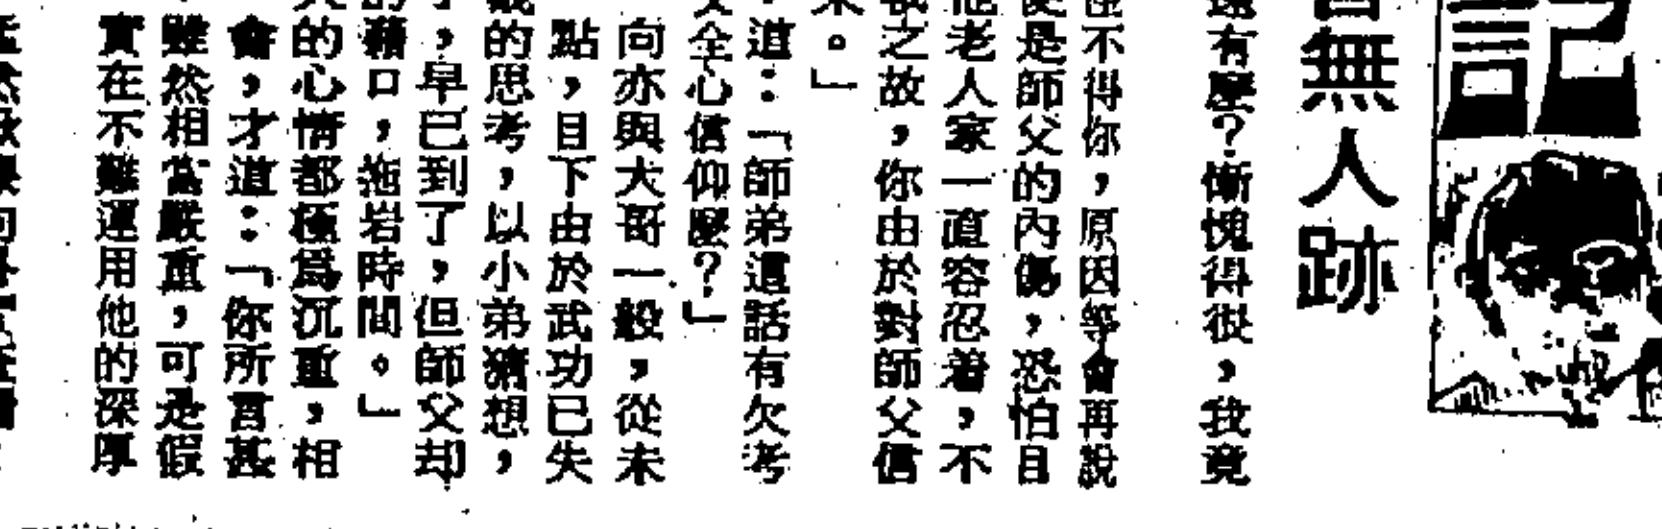 記
無人跡
有麼？慚愧得很，我竟
不得你，原因等會再說
是師父的內傷，恐怕目
他老人家一直容忍着，不
之故，你由於對師父信
。」
道：「師弟這話有欠考
全心信仰麼？」
向亦與大哥一般，從未
點，目下由於武功已失
的思考，以小弟猜想，
，早已到了，但師父却
的藉口，拖岩時間。」
的心情都極爲沉重，相
會，才道：「你所言甚
雖然相當嚴重，可是假
實在不難運用他的深厚